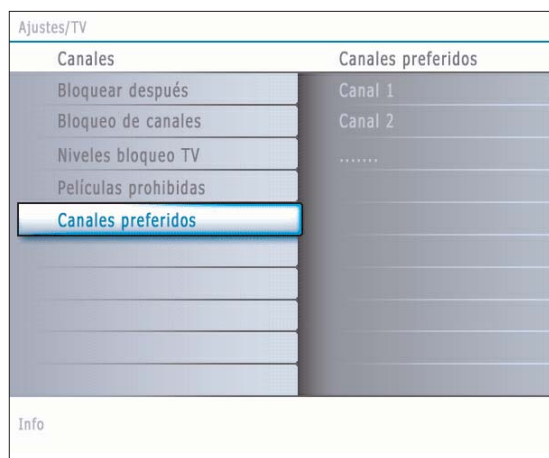 Ajustes/TV
Canales
Bloquear después
Bloqueo de canales
Niveles bloqueo TV
Películas prohibidas
Canales preferidos
Canales preferidos
Canal 1
Canal 2
.......
Info